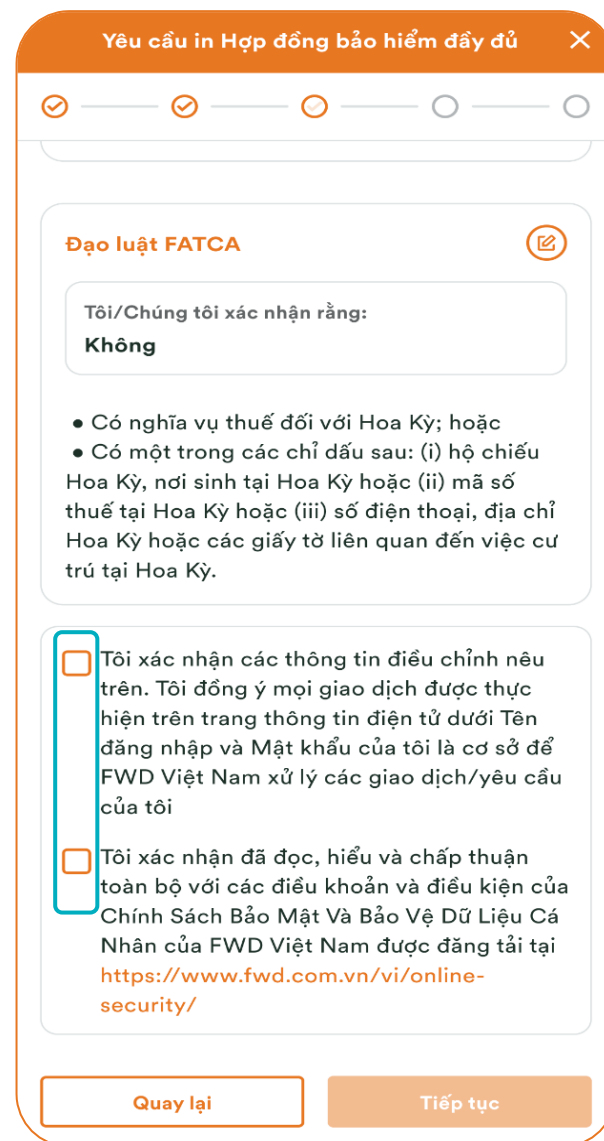 Yêu cầu in Hợp đồng bảo hiểm đầy đủ
Đạo luật FATCA
Tôi/Chúng tôi xác nhận rằng:
Không
• Có nghĩa vụ thuế đối với Hoa Kỳ; hoặc
• Có một trong các chỉ dấu sau: (i) hộ chiếu
Hoa Kỳ, nơi sinh tại Hoa Kỳ hoặc (ii) mã số
thuế tại Hoa Kỳ hoặc (iii) số điện thoại, địa chỉ
Hoa Kỳ hoặc các giấy tờ liên quan đến việc cư
trú tại Hoa Kỳ.
Tôi xác nhận các thông tin điều chỉnh nêu
trên. Tôi đồng ý mọi giao dịch được thực
hiện trên trang thông tin điện tử dưới Tên
đăng nhập và Mật khẩu của tôi là cơ sở để
FWD Việt Nam xử lý các giao dịch/yêu cầu
của tôi
Tôi xác nhận đã đọc, hiểu và chấp thuận
toàn bộ với các điều khoản và điều kiện của
Chính Sách Bảo Mật Và Bảo Vệ Dữ Liệu Cá
Nhân của FWD Việt Nam được đăng tải tại
https://www.fwd.com.vn/vi/online-
security/
Quay lại
Tiếp tục